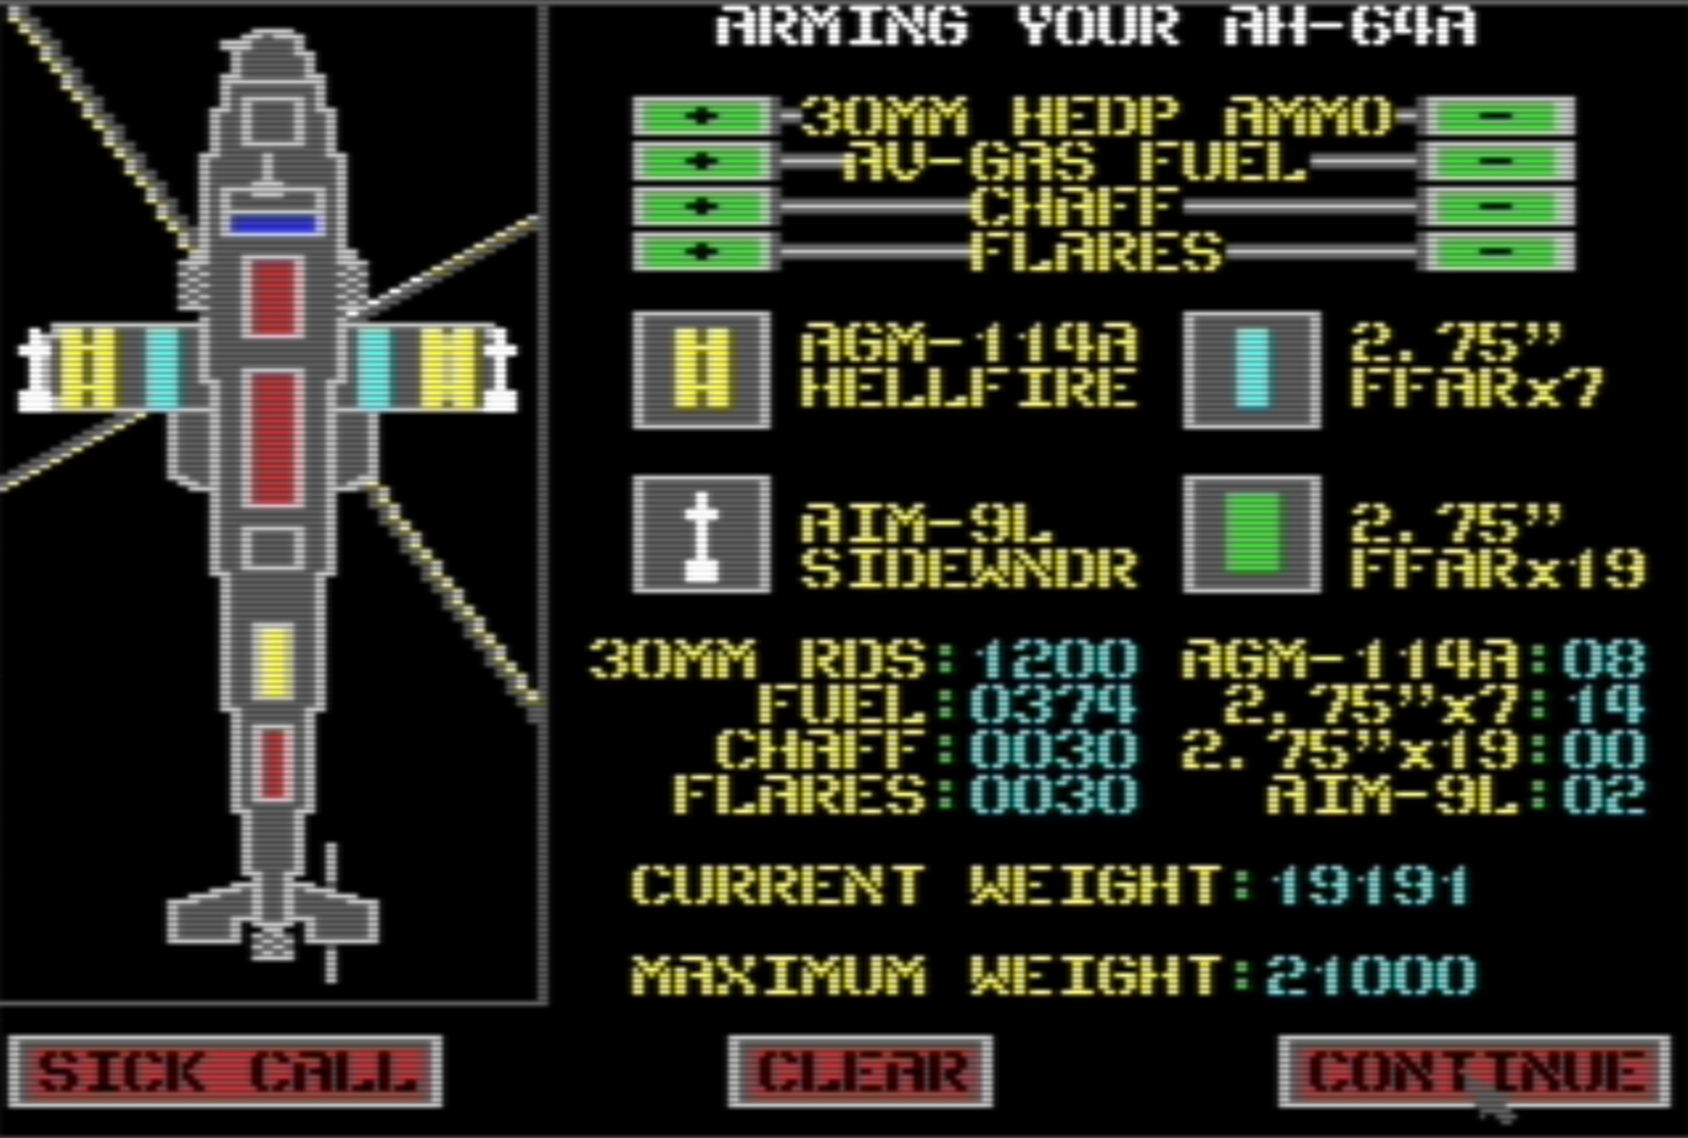 ARMING YOUR AH-64A
+ 30MM HEDP AMMO -
+ AV-GAS FUEL -
+ CHAFF -
+ FLARES -
AGM-114A
HELLFIRE
2.75"
FFARx7
AIM-9L
SIDEWNDR
2.75"
FFARx19
30MM RDS:1200 AGM-114A:08
FUEL:0374 2.75"x7:14
CHAFF:0030 2.75"x19:00
FLARES:0030 AIM-9L:02
CURRENT WEIGHT:19191
MAXIMUM WEIGHT:21000
SICK CALL CLEAR CONTINUE